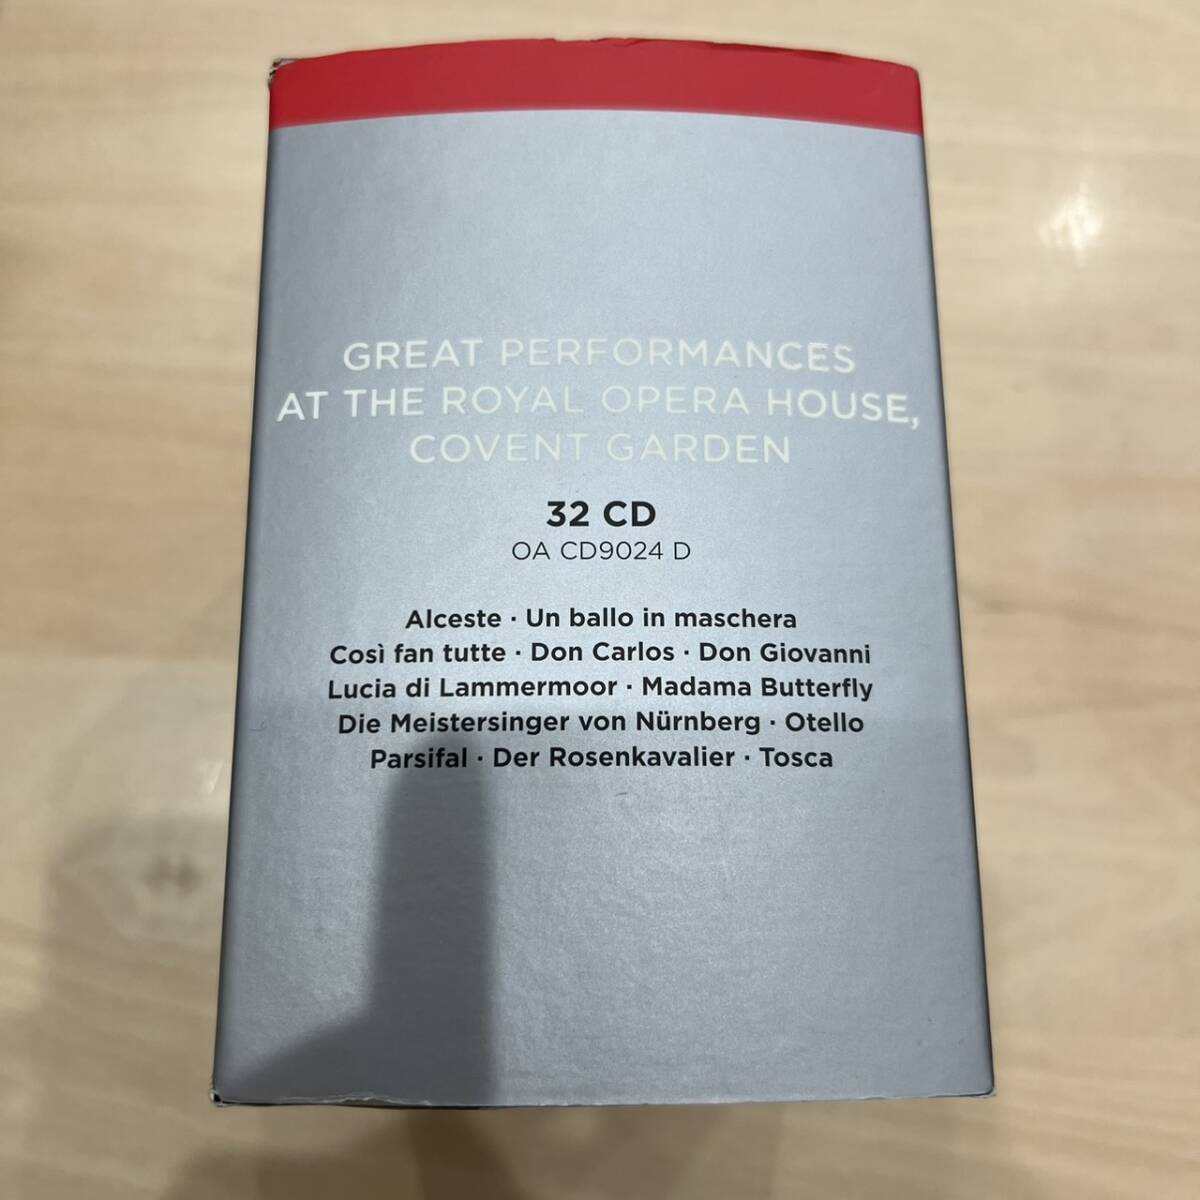 GREAT PERFORMANCES
AT THE ROYAL OPERA HOUSE,
COVENT GARDEN
32 CD
OA CD9024 D
Alceste · Un ballo in maschera
Così fan tutte · Don Carlos · Don Giovanni
Lucia di Lammermoor · Madama Butterfly
Die Meistersinger von Nürnberg · Otello
Parsifal · Der Rosenkavalier · Tosca